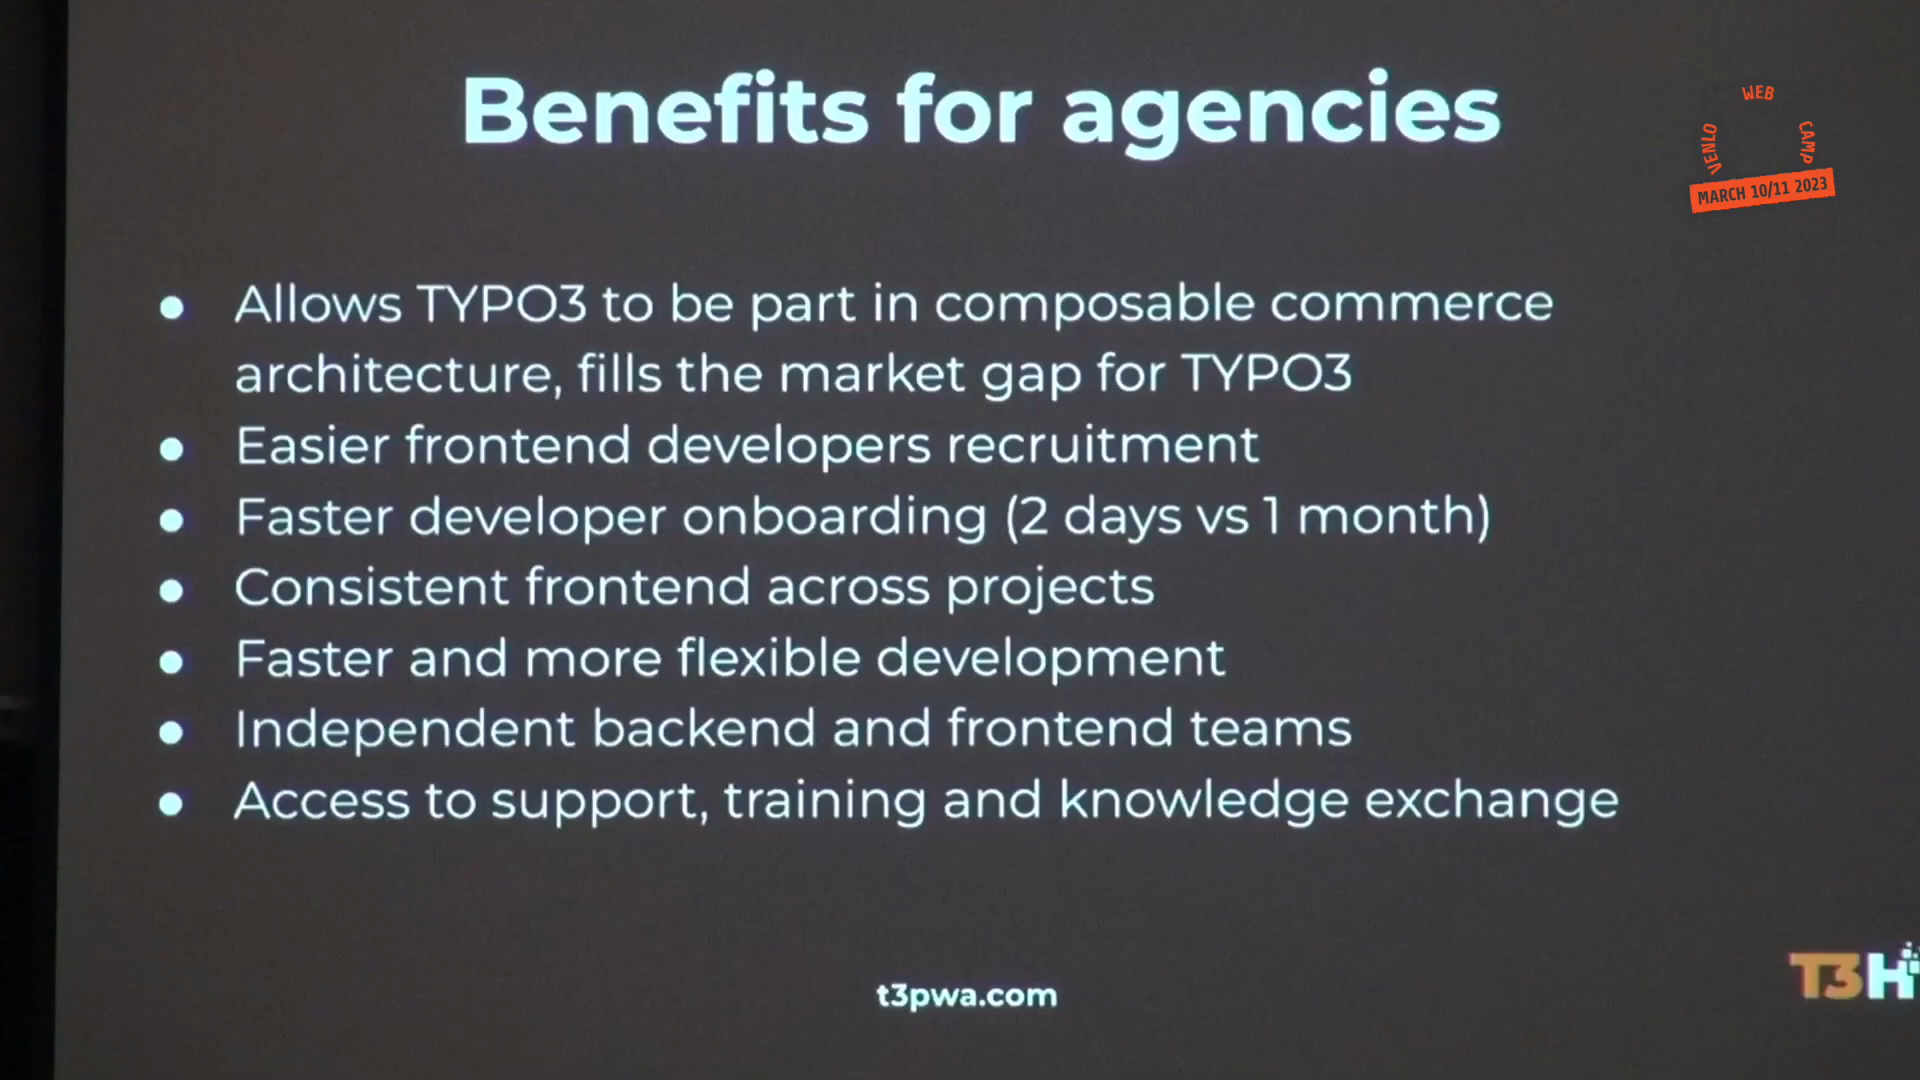 Benefits for agencies
WEB
VENLO
CAMP
MARCH 10/11 2023
● Allows TYPO3 to be part in composable commerce
architecture, fills the market gap for TYPO3
● Easier frontend developers recruitment
● Faster developer onboarding (2 days vs 1 month)
● Consistent frontend across projects
● Faster and more flexible development
● Independent backend and frontend teams
● Access to support, training and knowledge exchange
t3pwa.com
T3H